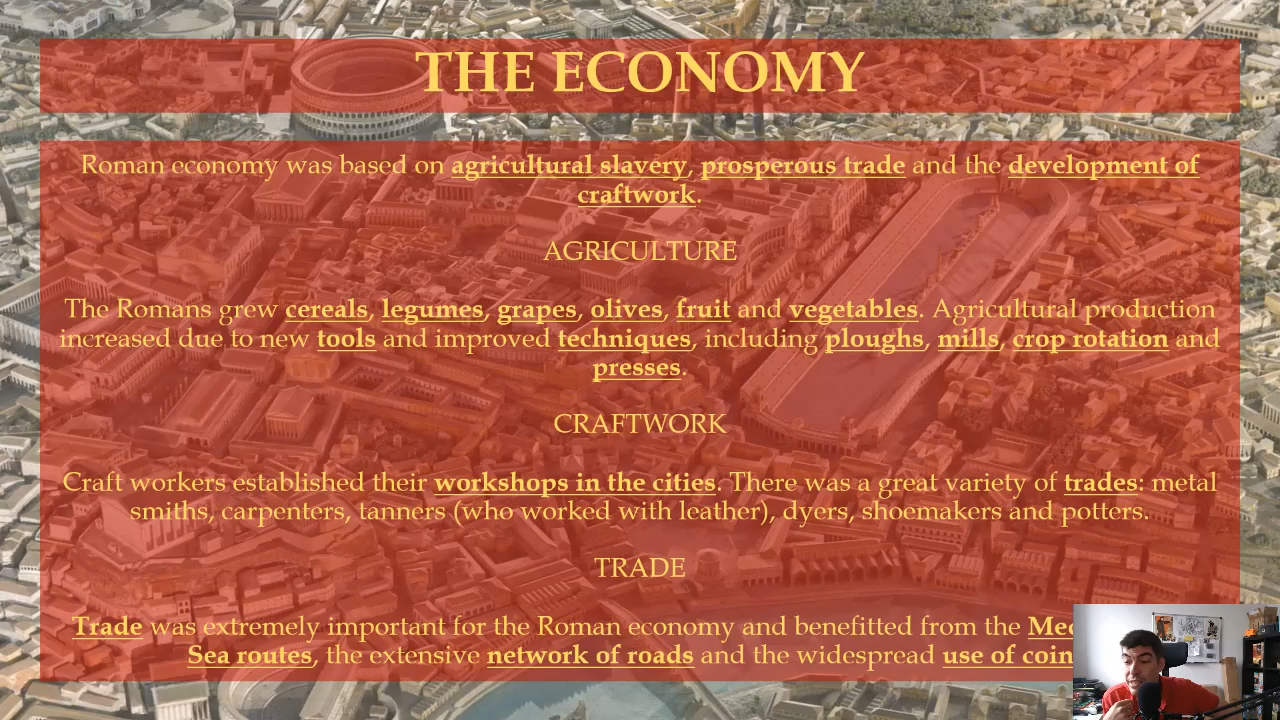 THE ECONOMY
Roman economy was based on agricultural slavery, prosperous trade and the development of
craftwork.
AGRICULTURE
The Romans grew cereals, legumes, grapes, olives, fruit and vegetables. Agricultural production
increased due to new tools and improved techniques, including ploughs, mills, crop rotation and
presses.
CRAFTWORK
Craft workers established their workshops in the cities. There was a great variety of trades: metal
smiths, carpenters, tanners (who worked with leather), dyers, shoemakers and potters.
TRADE
Trade was extremely important for the Roman economy and benefitted from the
Sea routes, the extensive network of roads and the widespread use of coin